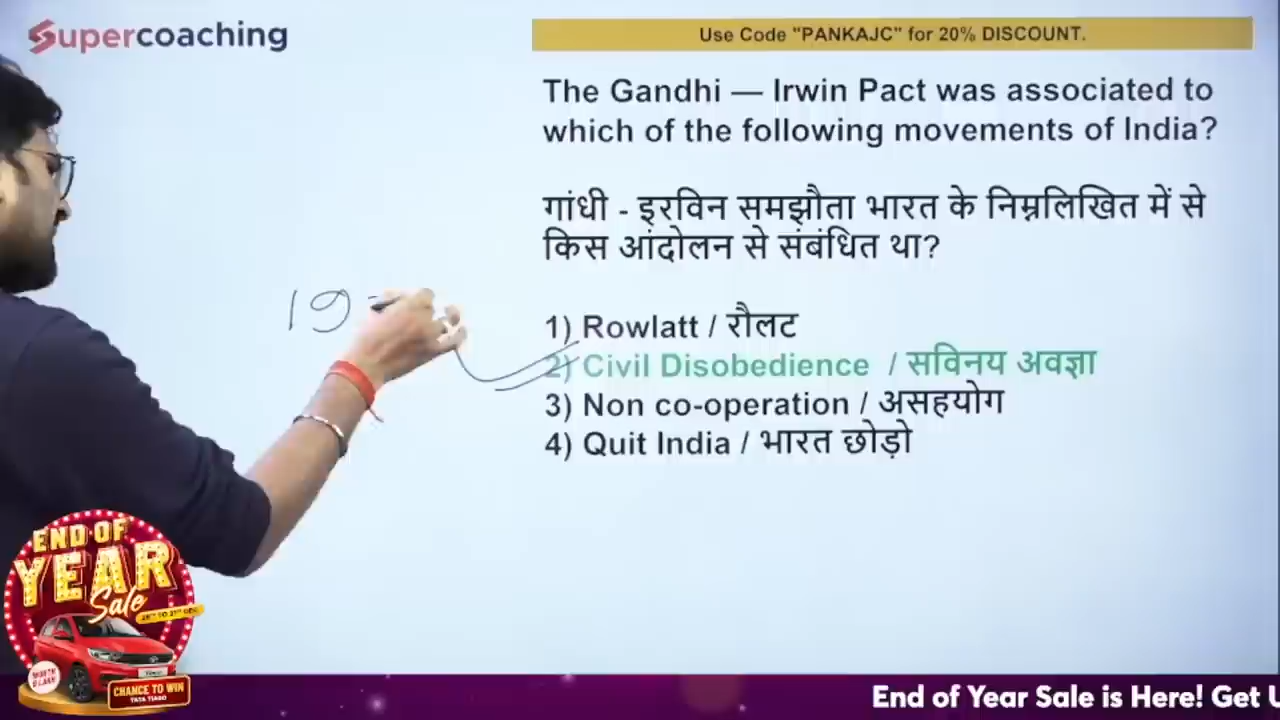 Supercoaching
Use Code "PANKAJC" for 20% DISCOUNT.
The Gandhi — Irwin Pact was associated to
which of the following movements of India?
गांधी - इरविन समझौता भारत के निम्नलिखित में से
किस आंदोलन से संबंधित था?
19
1) Rowlatt / रौलट
2) Civil Disobedience / सविनय अवज्ञा
3) Non co-operation / असहयोग
4) Quit India / भारत छोड़ो
END OF
YEAR
Sale
CHANCE TO WIN
TATA TIAGO
End of Year Sale is Here! Get